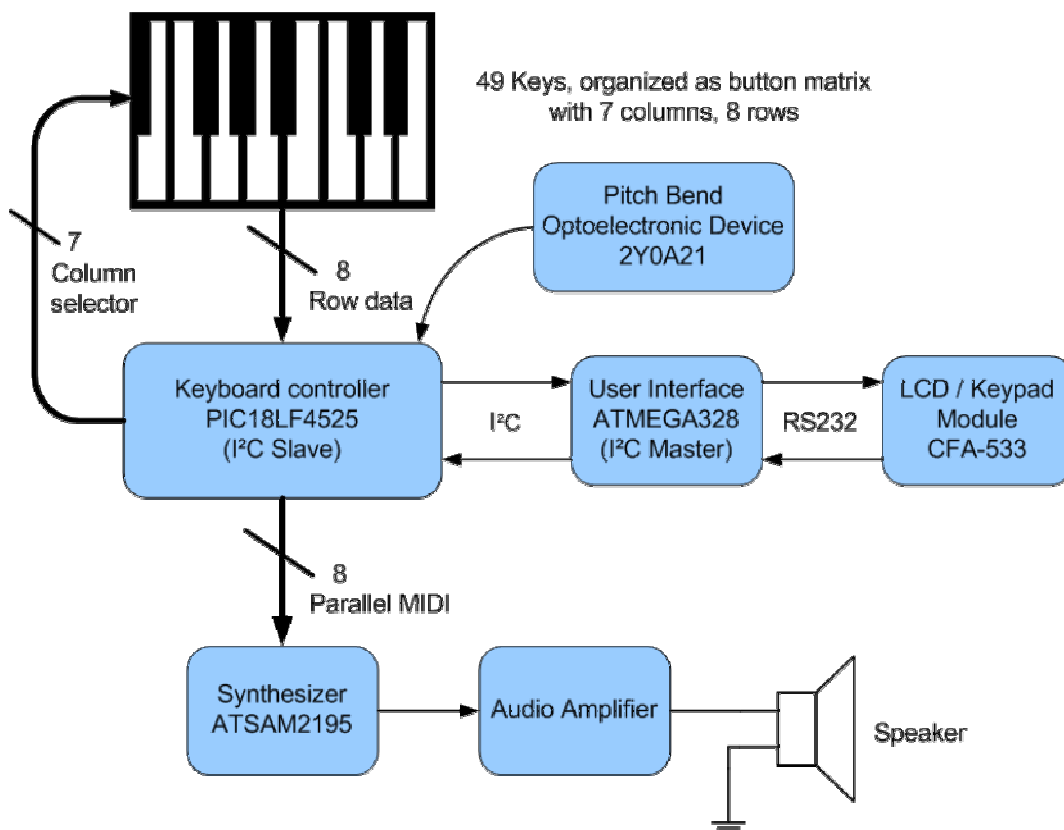 49 Keys, organized as button matrix
with 7 columns, 8 rows
Pitch Bend
Optoelectronic Device
2Y0A21
7
Column
selector
8
Row data
Keyboard controller
PIC18LF4525
(I²C Slave)
I²C
User Interface
ATMEGA328
(I²C Master)
RS232
LCD / Keypad
Module
CFA-533
8
Parallel MIDI
Synthesizer
ATSAM2195
Audio Amplifier
Speaker